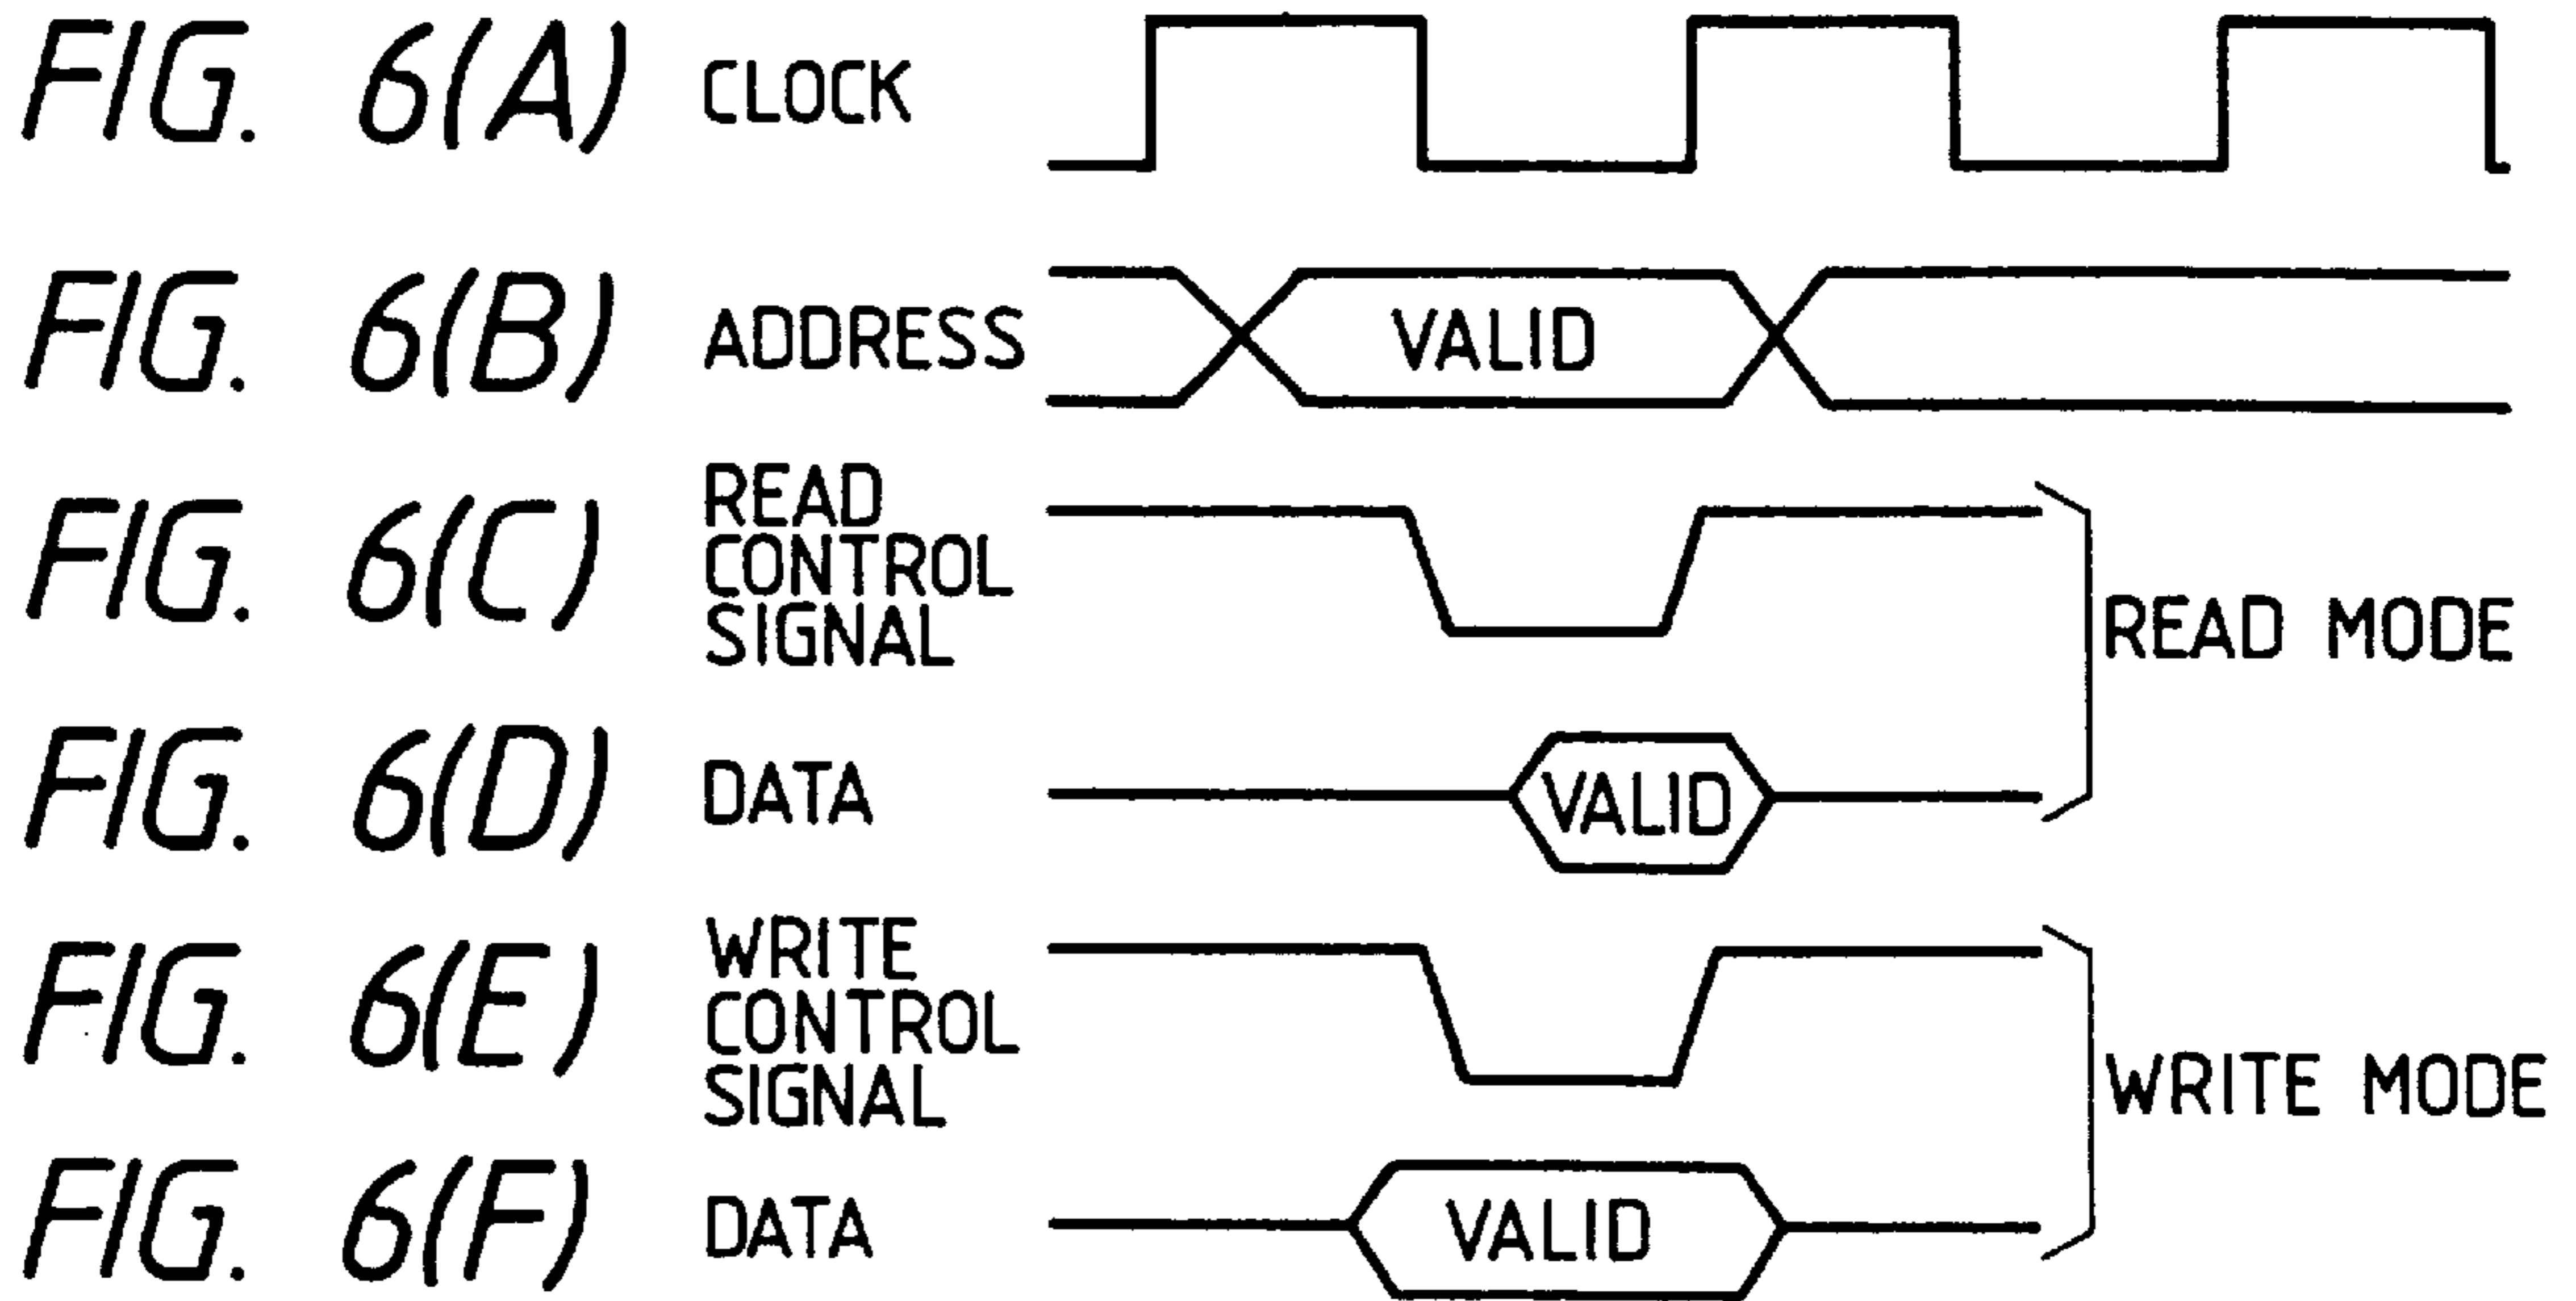 FIG. 6(A) CLOCK
FIG. 6(B) ADDRESS VALID
FIG. 6(C) READ
CONTROL
SIGNAL
READ MODE
FIG. 6(D) DATA VALID
FIG. 6(E) WRITE
CONTROL
SIGNAL
WRITE MODE
FIG. 6(F) DATA VALID